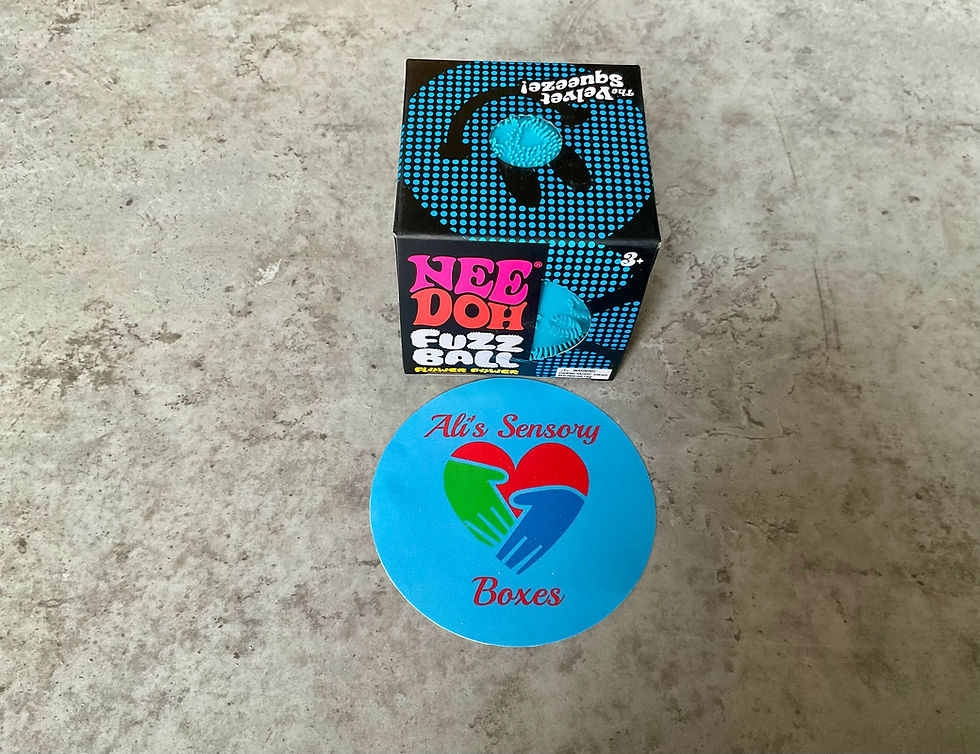 The Velvet
Squeeze!
NEE
DOH®
FUZZ
BALL
FLOWER POWER
3+
WARNING:
Ali's Sensory
Boxes